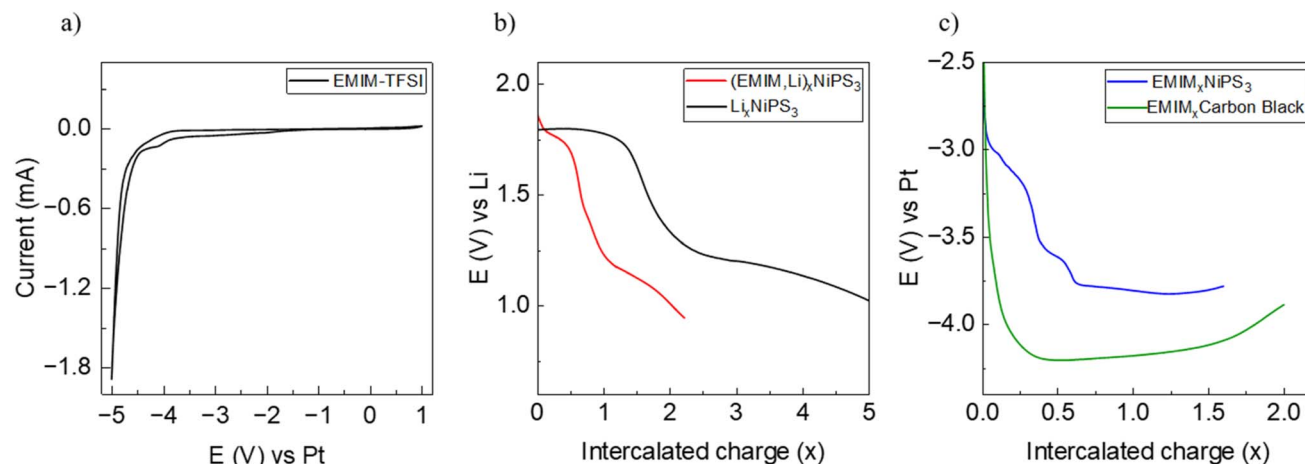 a)
EMIM-TFSI
0.0
−0.6
−1.2
−1.8
Current (mA)
−5 −4 −3 −2 −1 0 1
E (V) vs Pt
b)
(EMIM,Li)ₓNiPS₃
LiₓNiPS₃
2.0
1.5
1.0
E (V) vs Li
0 1 2 3 4 5
Intercalated charge (x)
c)
EMIMₓNiPS₃
EMIMₓCarbon Black
−2.5
−3.0
−3.5
−4.0
E (V) vs Pt
0.0 0.5 1.0 1.5 2.0
Intercalated charge (x)